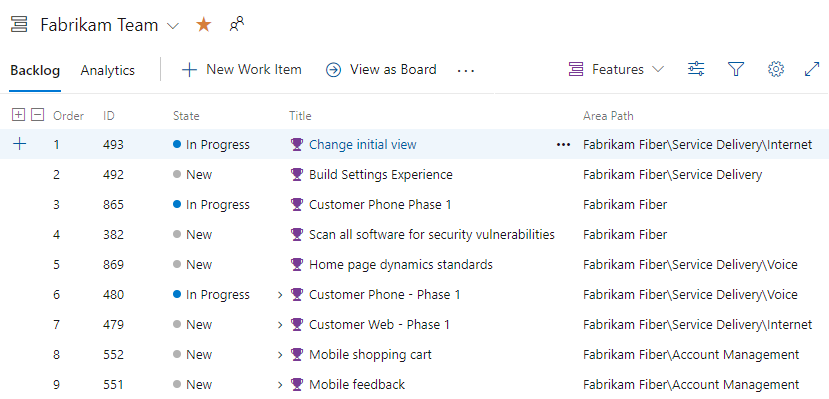 Fabrikam Team
Backlog Analytics New Work Item View as Board ... Features
Order ID State Title Area Path
1 493 In Progress Change initial view ... Fabrikam Fiber\Service Delivery\Internet
2 492 New Build Settings Experience Fabrikam Fiber\Service Delivery
3 865 In Progress Customer Phone Phase 1 Fabrikam Fiber
4 382 New Scan all software for security vulnerabilities Fabrikam Fiber
5 869 New Home page dynamics standards Fabrikam Fiber\Service Delivery\Voice
6 480 In Progress Customer Phone - Phase 1 Fabrikam Fiber\Service Delivery\Voice
7 479 New Customer Web - Phase 1 Fabrikam Fiber\Service Delivery\Internet
8 552 New Mobile shopping cart Fabrikam Fiber\Account Management
9 551 New Mobile feedback Fabrikam Fiber\Account Management